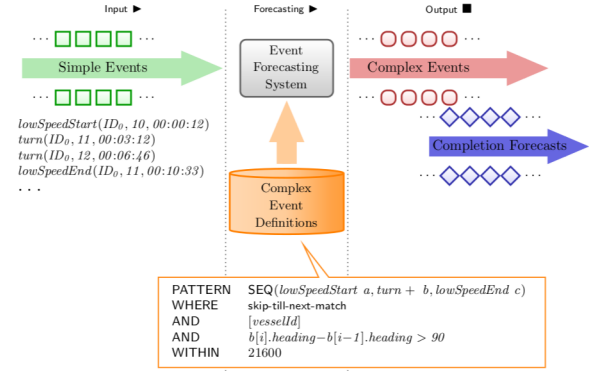 Input ▶
Forecasting ▶
Output ■
··· ···
Simple Events
··· ···
lowSpeedStart(ID₀, 10, 00:00:12)
turn(ID₀, 11, 00:03:12)
turn(ID₀, 12, 00:06:46)
lowSpeedEnd(ID₀, 11, 00:10:33)
. . .
Event
Forecasting
System
Complex
Event
Definitions
··· ···
Complex Events
··· ···
··· ···
Completion Forecasts
··· ···
PATTERN SEQ(lowSpeedStart a, turn + b, lowSpeedEnd c)
WHERE skip-till-next-match
AND [vesselId]
AND b[i].heading−b[i−1].heading > 90
WITHIN 21600